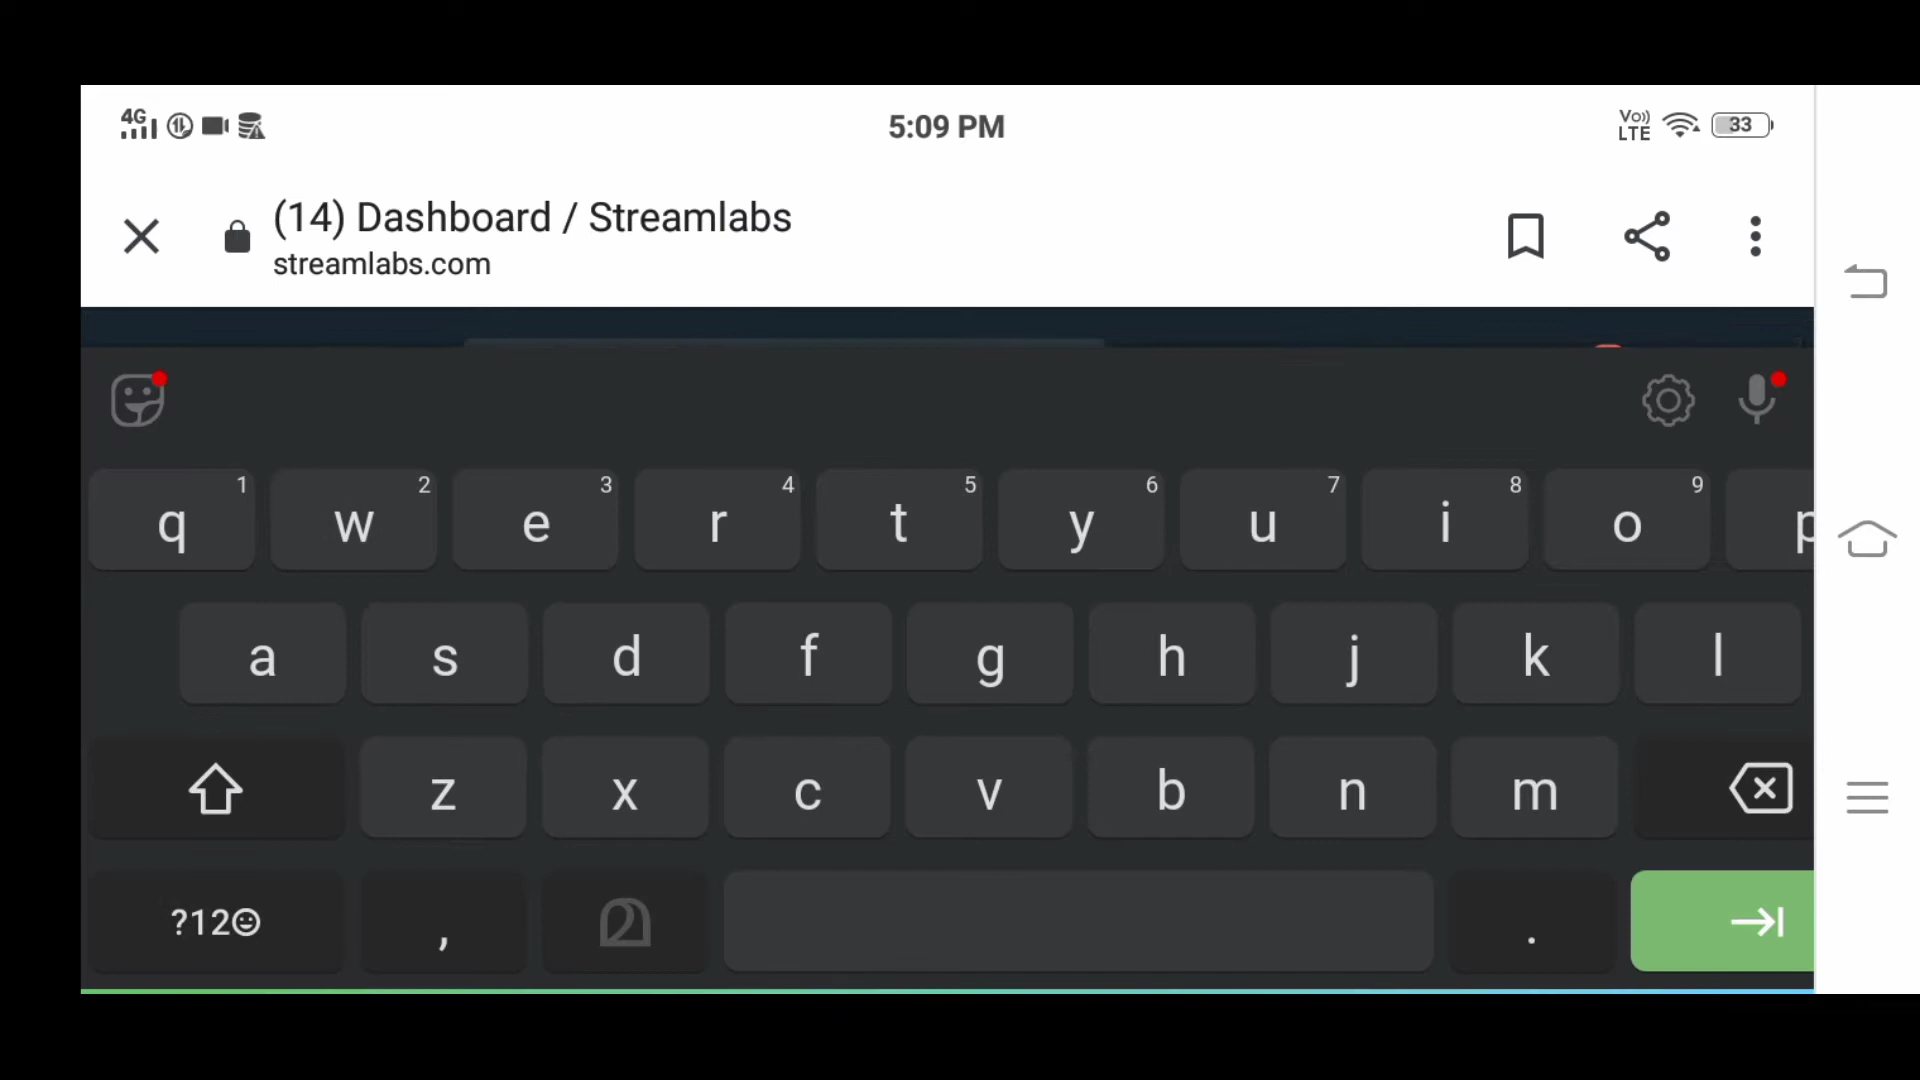 4G 5:09 PM Vo)) LTE 33
(14) Dashboard / Streamlabs
streamlabs.com
1 2 3 4 5 6 7 8 9
q w e r t y u i o p
a s d f g h j k l
z x c v b n m
?12 , മ .